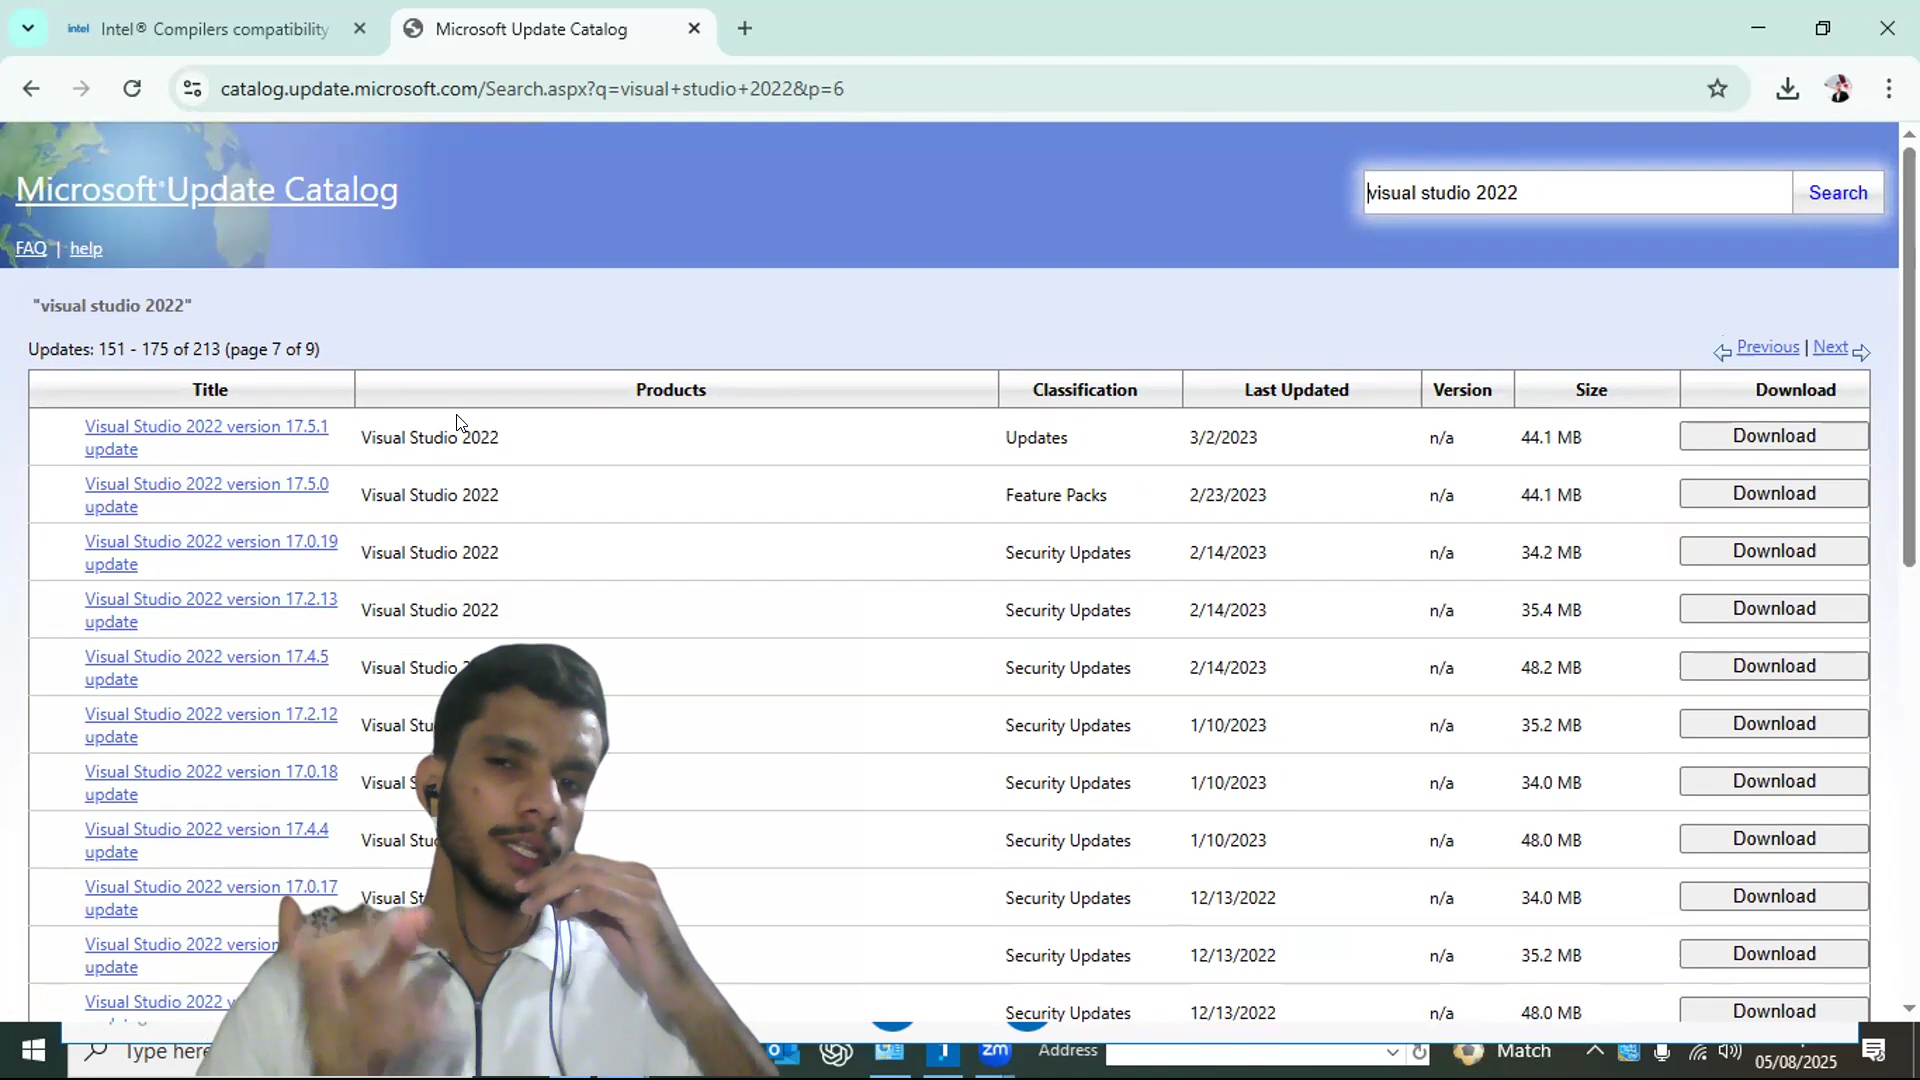 intel Intel® Compilers compatibility
Microsoft Update Catalog
catalog.update.microsoft.com/Search.aspx?q=visual+studio+2022&p=6
Microsoft® Update Catalog
visual studio 2022
Search
FAQ | help
"visual studio 2022"
Updates: 151 - 175 of 213 (page 7 of 9)
Previous | Next
Title Products Classification Last Updated Version Size Download
Visual Studio 2022 version 17.5.1
update
Visual Studio 2022 Updates 3/2/2023 n/a 44.1 MB Download
Visual Studio 2022 version 17.5.0
update
Visual Studio 2022 Feature Packs 2/23/2023 n/a 44.1 MB Download
Visual Studio 2022 version 17.0.19
update
Visual Studio 2022 Security Updates 2/14/2023 n/a 34.2 MB Download
Visual Studio 2022 version 17.2.13
update
Visual Studio 2022 Security Updates 2/14/2023 n/a 35.4 MB Download
Visual Studio 2022 version 17.4.5
update
Visual Studio Security Updates 2/14/2023 n/a 48.2 MB Download
Visual Studio 2022 version 17.2.12
update
Visual Security Updates 1/10/2023 n/a 35.2 MB Download
Visual Studio 2022 version 17.0.18
update
Visual Security Updates 1/10/2023 n/a 34.0 MB Download
Visual Studio 2022 version 17.4.4
update
Visual Security Updates 1/10/2023 n/a 48.0 MB Download
Visual Studio 2022 version 17.0.17
update
Visual Security Updates 12/13/2022 n/a 34.0 MB Download
Visual Studio 2022 version
update
Security Updates 12/13/2022 n/a 35.2 MB Download
Visual Studio 2022
Security Updates 12/13/2022 n/a 48.0 MB Download
Type here
zm
Address
Match
05/08/2025